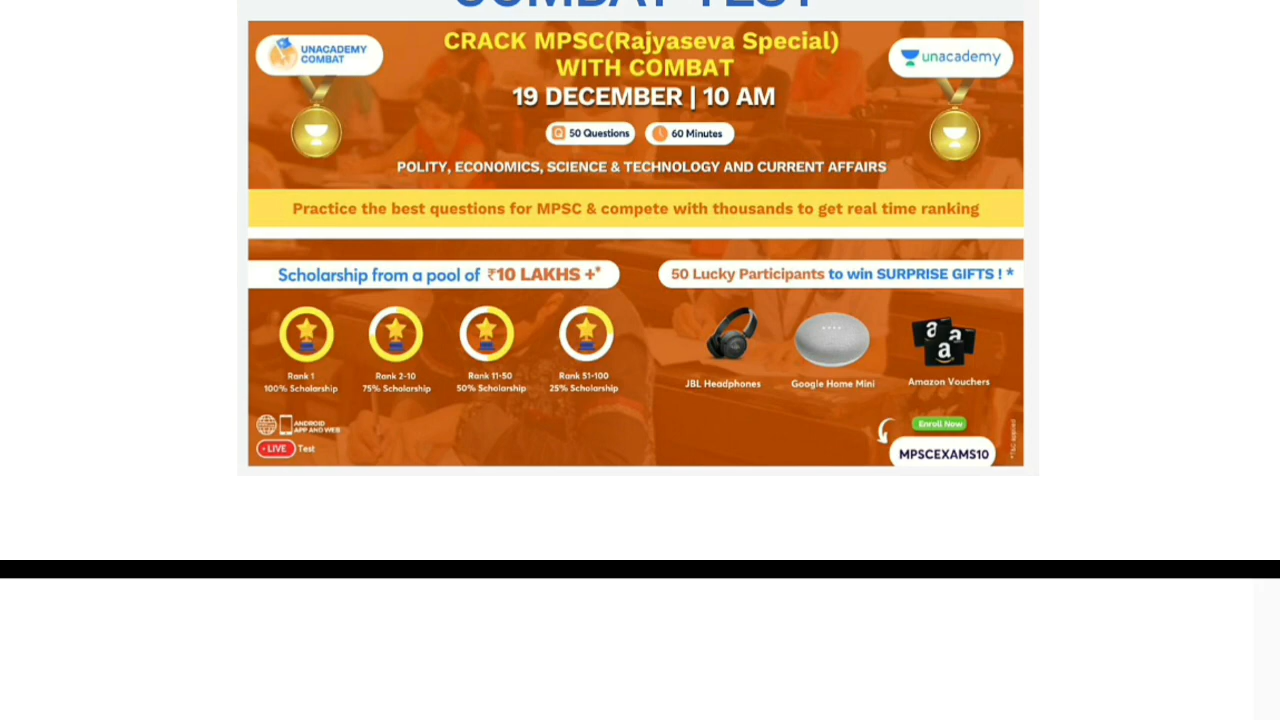 COMBAT TEST
UNACADEMY
COMBAT
CRACK MPSC(Rajyaseva Special)
WITH COMBAT
unacademy
19 DECEMBER | 10 AM
50 Questions
60 Minutes
POLITY, ECONOMICS, SCIENCE & TECHNOLOGY AND CURRENT AFFAIRS
Practice the best questions for MPSC & compete with thousands to get real time ranking
Scholarship from a pool of ₹10 LAKHS +*
50 Lucky Participants to win SURPRISE GIFTS ! *
Rank 1
100% Scholarship
Rank 2-10
75% Scholarship
Rank 11-50
50% Scholarship
Rank 51-100
25% Scholarship
JBL Headphones
Google Home Mini
Amazon Vouchers
ANDROID
APP AND WEB
LIVE Test
Enroll Now
MPSCEXAMS10
*T&C applied